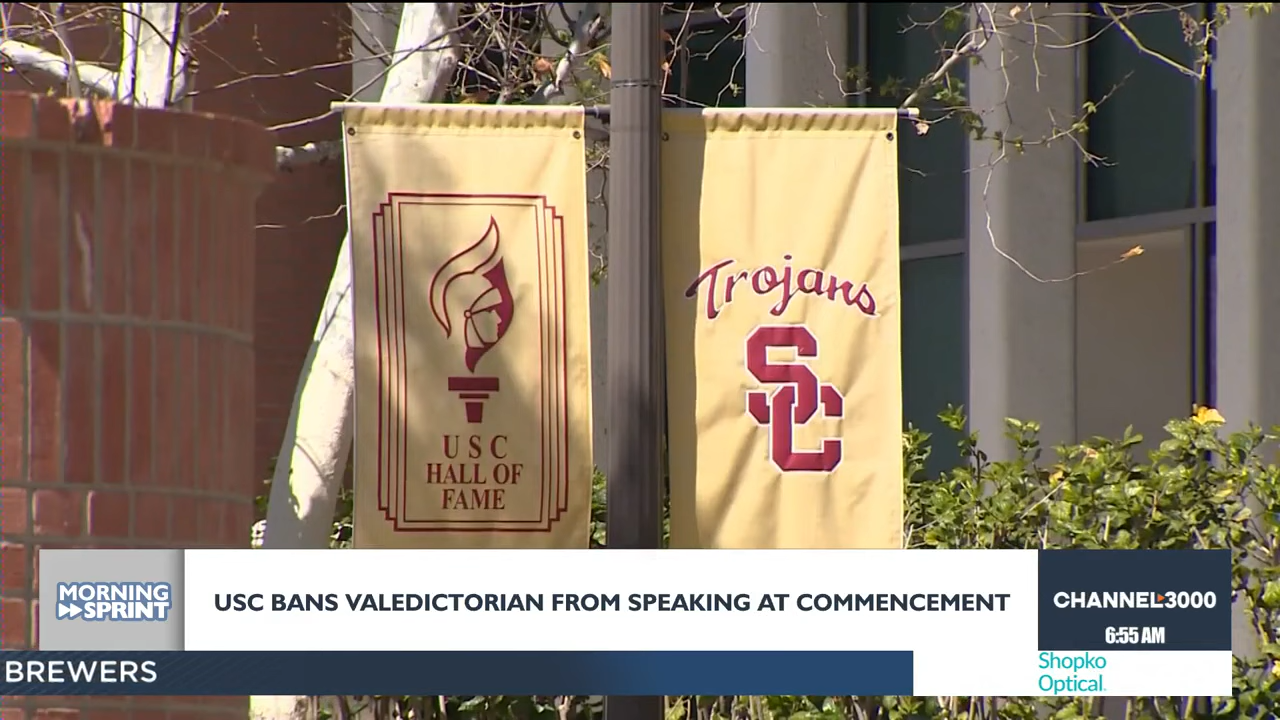 USC
HALL OF
FAME
Trojans
SC
MORNING
SPRINT
USC BANS VALEDICTORIAN FROM SPEAKING AT COMMENCEMENT
CHANNEL3000
6:55 AM
BREWERS
Shopko
Optical.